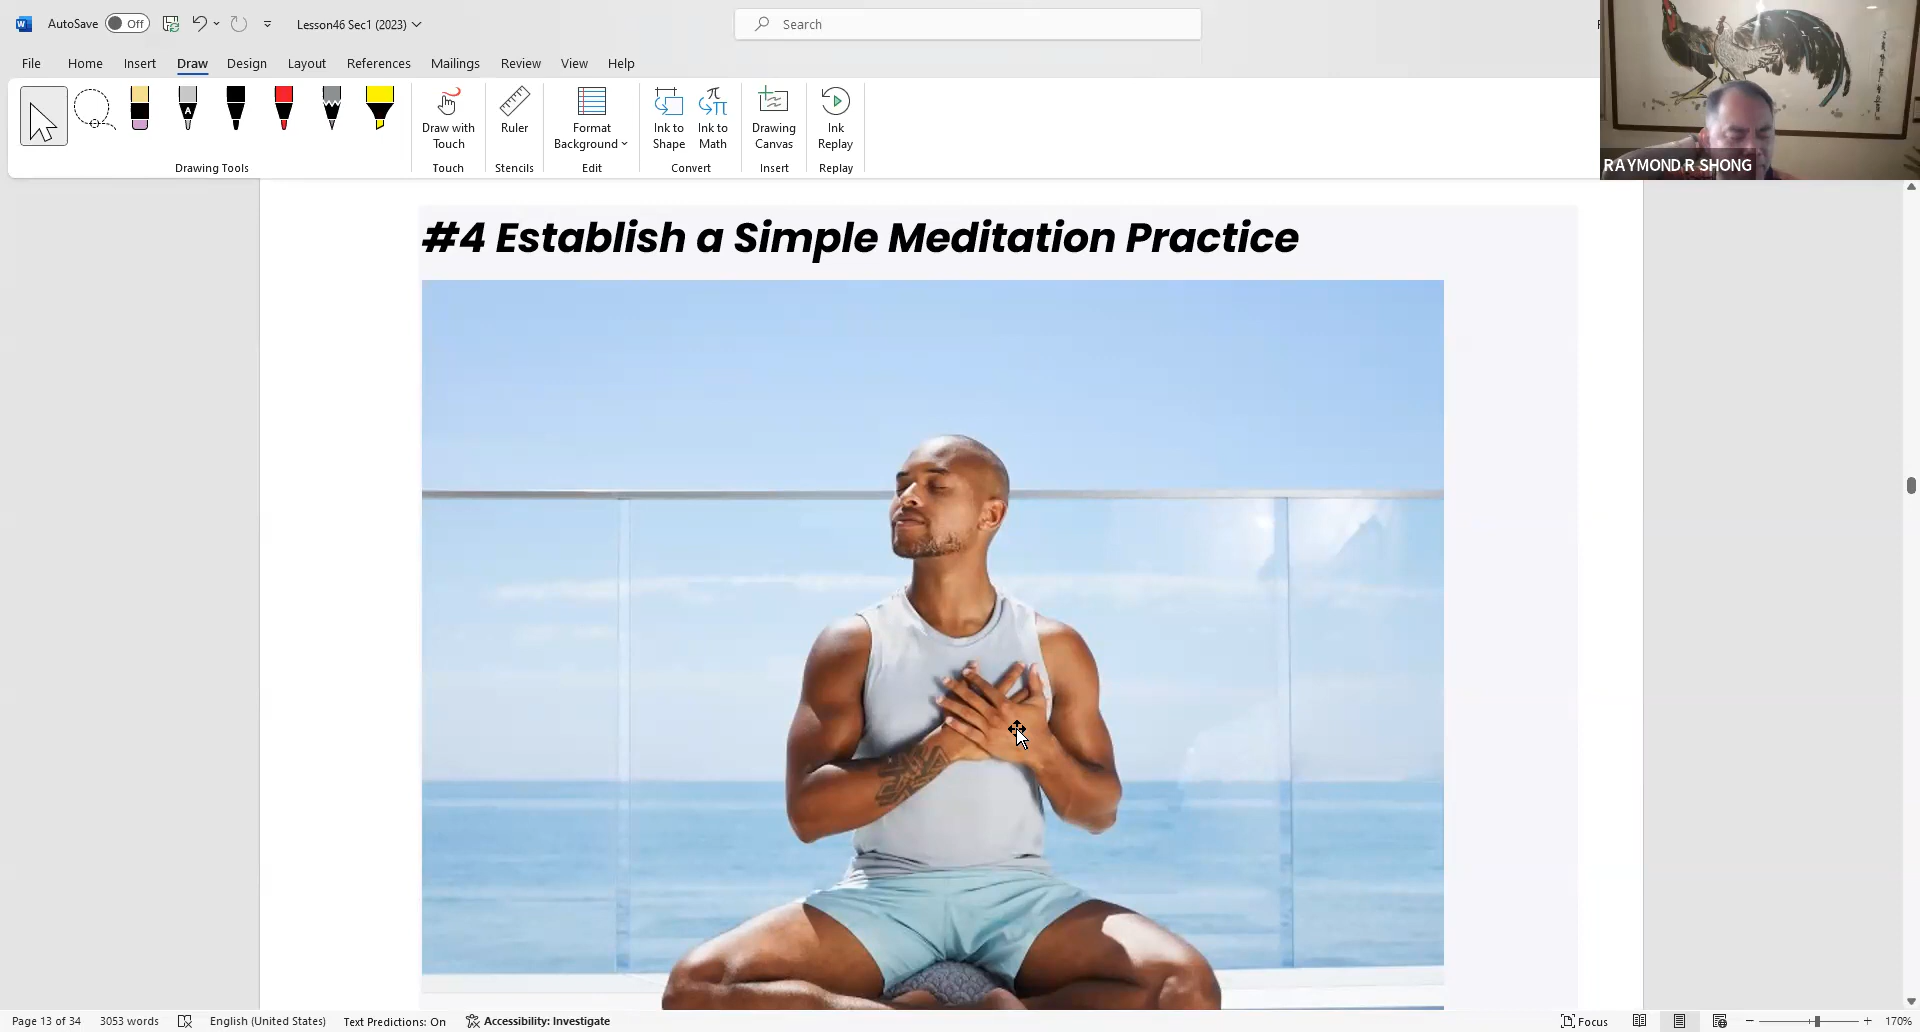 AutoSave Off Lesson46 Sec1 (2023) Search
File Home Insert Draw Design Layout References Mailings Review View Help
A
Draw with Touch
Ruler
Format Background
Ink to Shape
Ink to Math
Drawing Canvas
Ink Replay
Drawing Tools Touch Stencils Edit Convert Insert Replay
RAYMOND R SHONG
#4 Establish a Simple Meditation Practice
Page 13 of 34 3053 words English (United States) Text Predictions: On Accessibility: Investigate Focus 170%